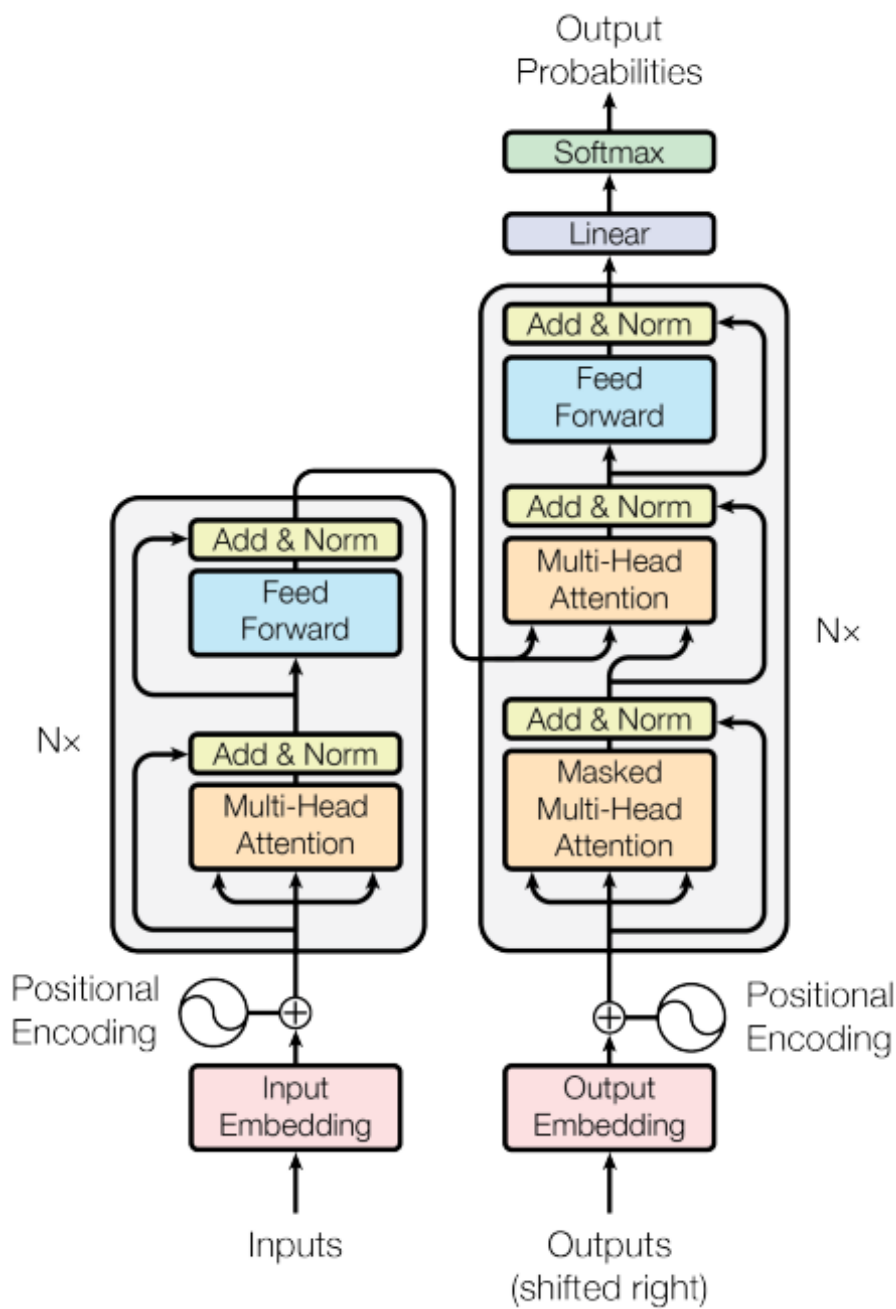 Output
Probabilities
Softmax
Linear
Add & Norm
Feed
Forward
Add & Norm
Multi-Head
Attention
Nx
Add & Norm
Masked
Multi-Head
Attention
Add & Norm
Feed
Forward
Nx
Add & Norm
Multi-Head
Attention
Positional
Encoding
Input
Embedding
Inputs
Positional
Encoding
Output
Embedding
Outputs
(shifted right)